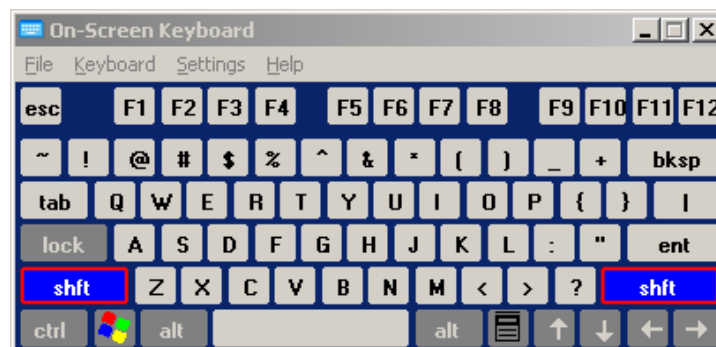 On-Screen Keyboard
File Keyboard Settings Help
esc F1 F2 F3 F4 F5 F6 F7 F8 F9 F10 F11 F12
~ ! @ # $ % ^ & * ( ) _ + bksp
tab Q W E R T Y U I O P { } |
lock A S D F G H J K L : " ent
shft Z X C V B N M < > ? shft
ctrl alt alt ↑ ↓ ← →